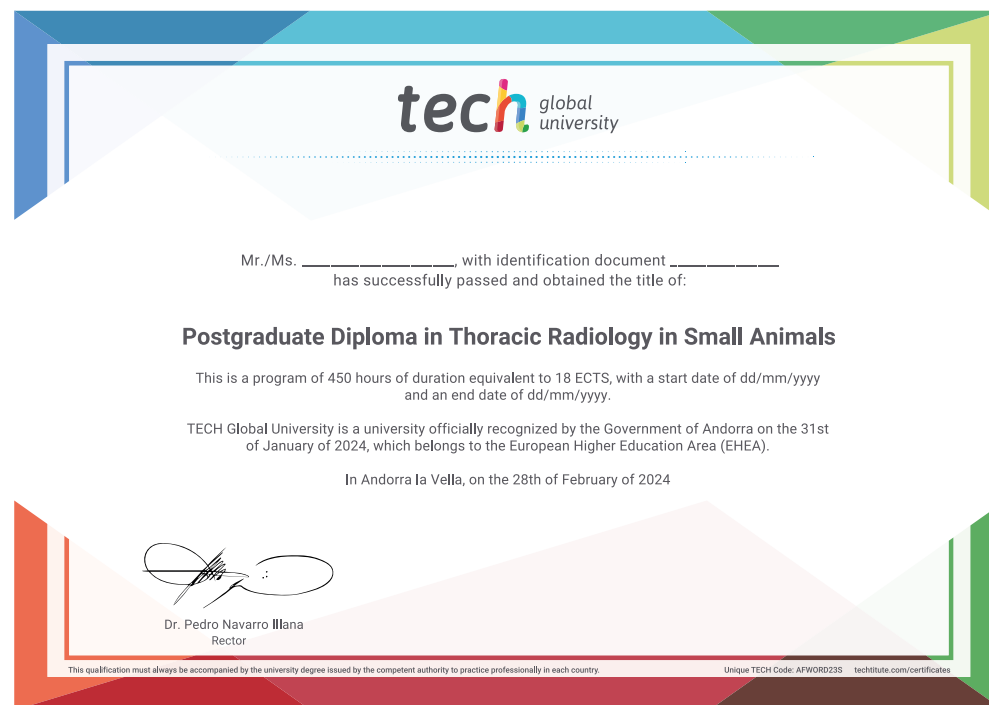 tech global university
Mr./Ms. ____________________, with identification document ______________
has successfully passed and obtained the title of:
Postgraduate Diploma in Thoracic Radiology in Small Animals
This is a program of 450 hours of duration equivalent to 18 ECTS, with a start date of dd/mm/yyyy
and an end date of dd/mm/yyyy.
TECH Global University is a university officially recognized by the Government of Andorra on the 31st
of January of 2024, which belongs to the European Higher Education Area (EHEA).
In Andorra la Vella, on the 28th of February of 2024
Dr. Pedro Navarro Illana
Rector
This qualification must always be accompanied by the university degree issued by the competent authority to practice professionally in each country.
Unique TECH Code: AFWORD23S techtitute.com/certificates